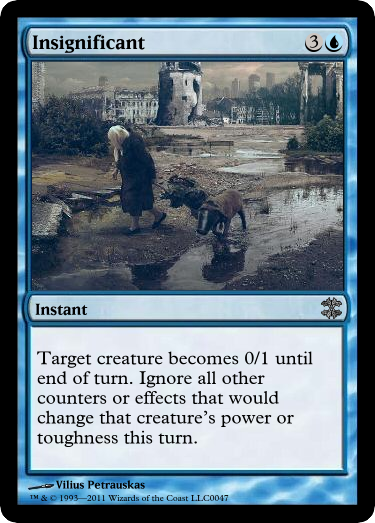 Insignificant 3
Instant
Target creature becomes 0/1 until
end of turn. Ignore all other
counters or effects that would
change that creature's power or
toughness this turn.
Vilius Petrauskas
™ & © 1993—2011 Wizards of the Coast LLC0047